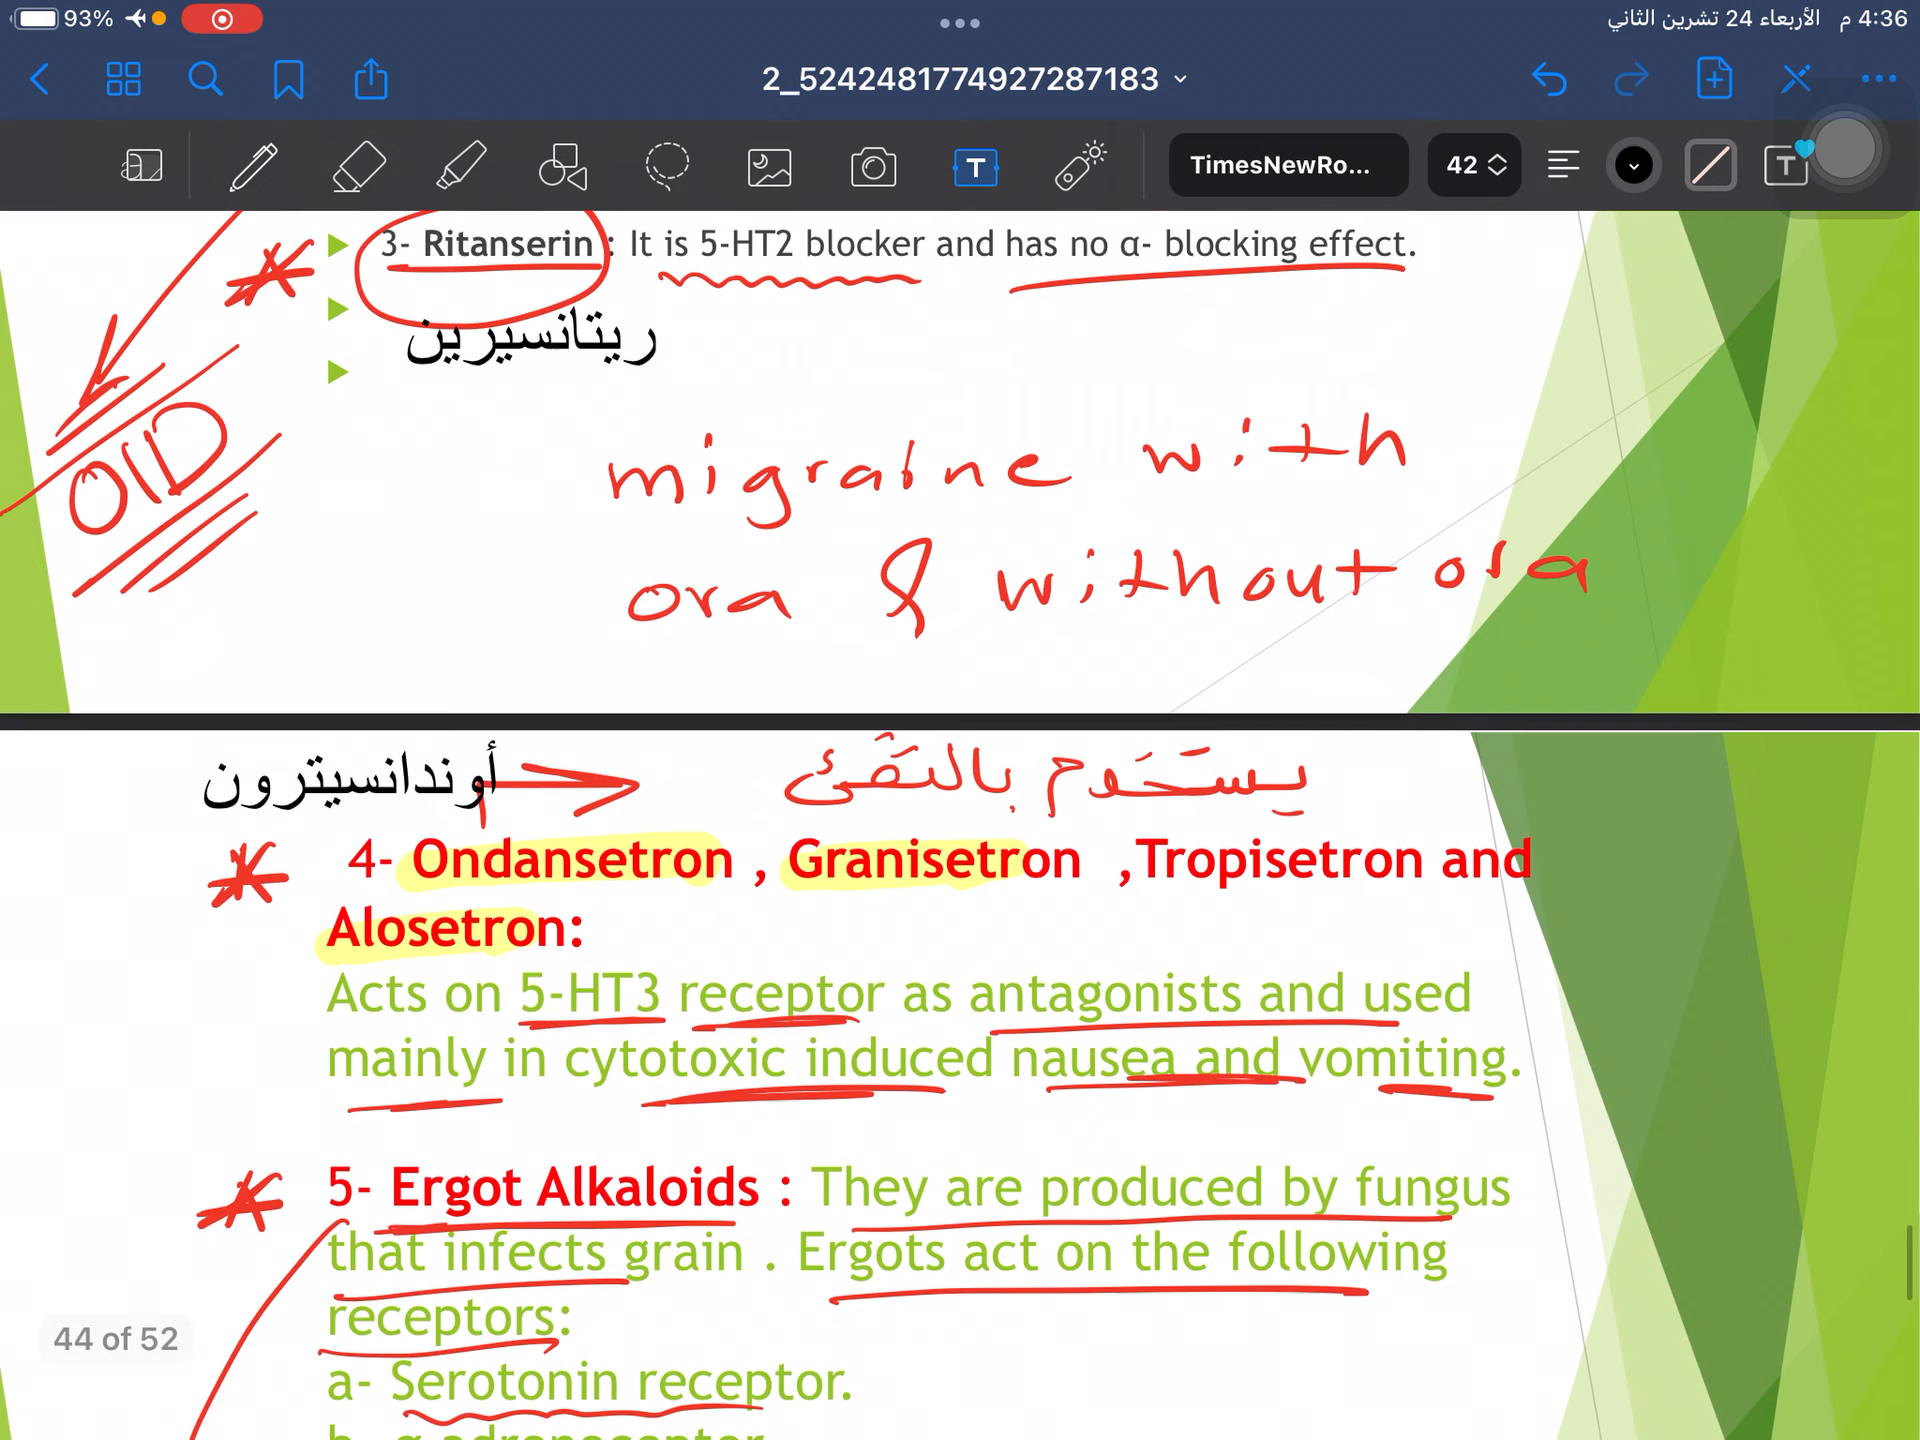 93%
4:36 م الأربعاء 24 تشرين الثاني
2_5242481774927287183
TimesNewRo... 42
3- Ritanserin : It is 5-HT2 blocker and has no α- blocking effect.
ريتانسيرين
OlD
migraine with
ora & without ora
أوندانسيترون
بالتقئ
4- Ondansetron , Granisetron ,Tropisetron and
Alosetron:
Acts on 5-HT3 receptor as antagonists and used
mainly in cytotoxic induced nausea and vomiting.
5- Ergot Alkaloids : They are produced by fungus
that infects grain . Ergots act on the following
receptors:
44 of 52
a- Serotonin receptor.
b- α adrenoceptor